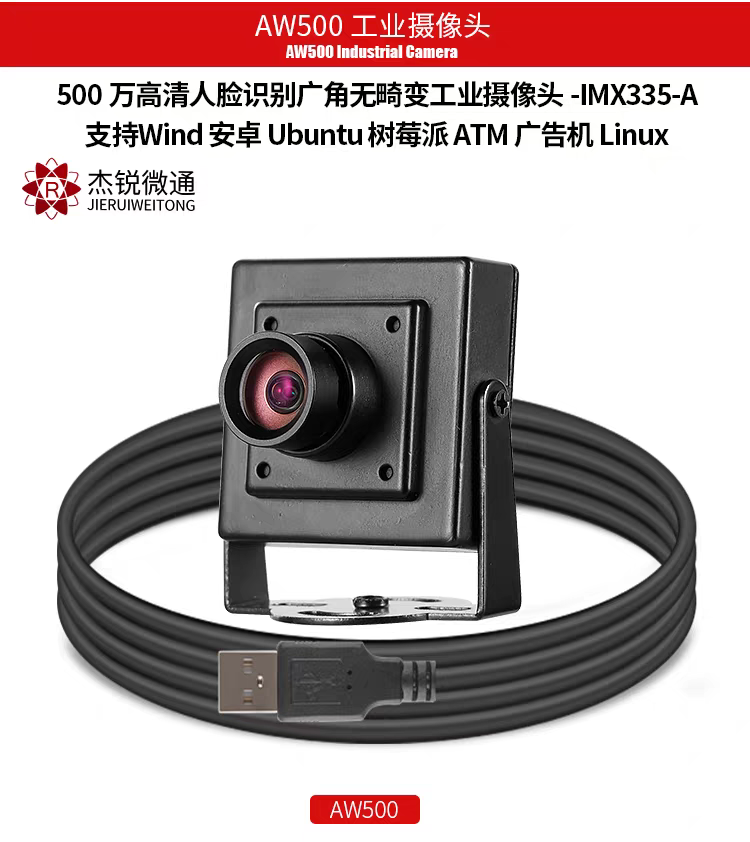 AW500 工业摄像头
AW500 Industrial Camera
500 万高清人脸识别广角无畸变工业摄像头 -IMX335-A
支持Wind 安卓 Ubuntu 树莓派 ATM 广告机 Linux
R
杰锐微通
JIERUIWEITONG
AW500